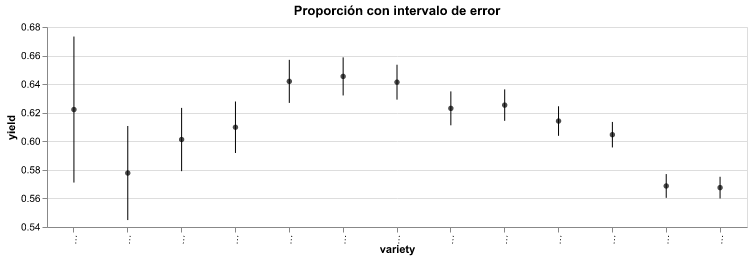 Proporción con intervalo de error
0.68
0.66
0.64
0.62
0.60
0.58
0.56
0.54
yield
... ... ... ... ... ... ... ... ... ... ... ... ...
variety